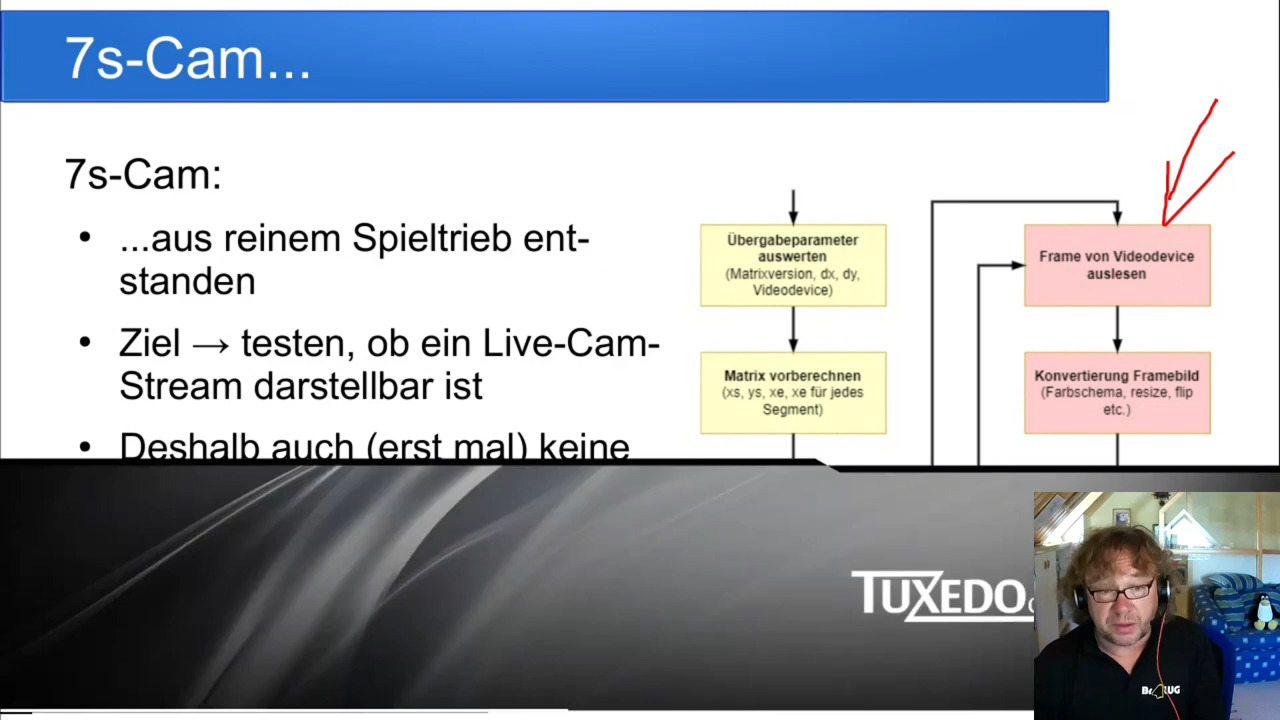 7s-Cam...
7s-Cam:
• ...aus reinem Spieltrieb ent-
standen
• Ziel → testen, ob ein Live-Cam-
Stream darstellbar ist
• Deshalb auch (erst mal) keine
Übergabeparameter
auswerten
(Matrixversion, dx, dy,
Videodevice)
Matrix vorberechnen
(xs, ys, xe, xe für jedes
Segment)
Frame von Videodevice
auslesen
Konvertierung Framebild
(Farbschema, resize, flip
etc.)
TUXEDO